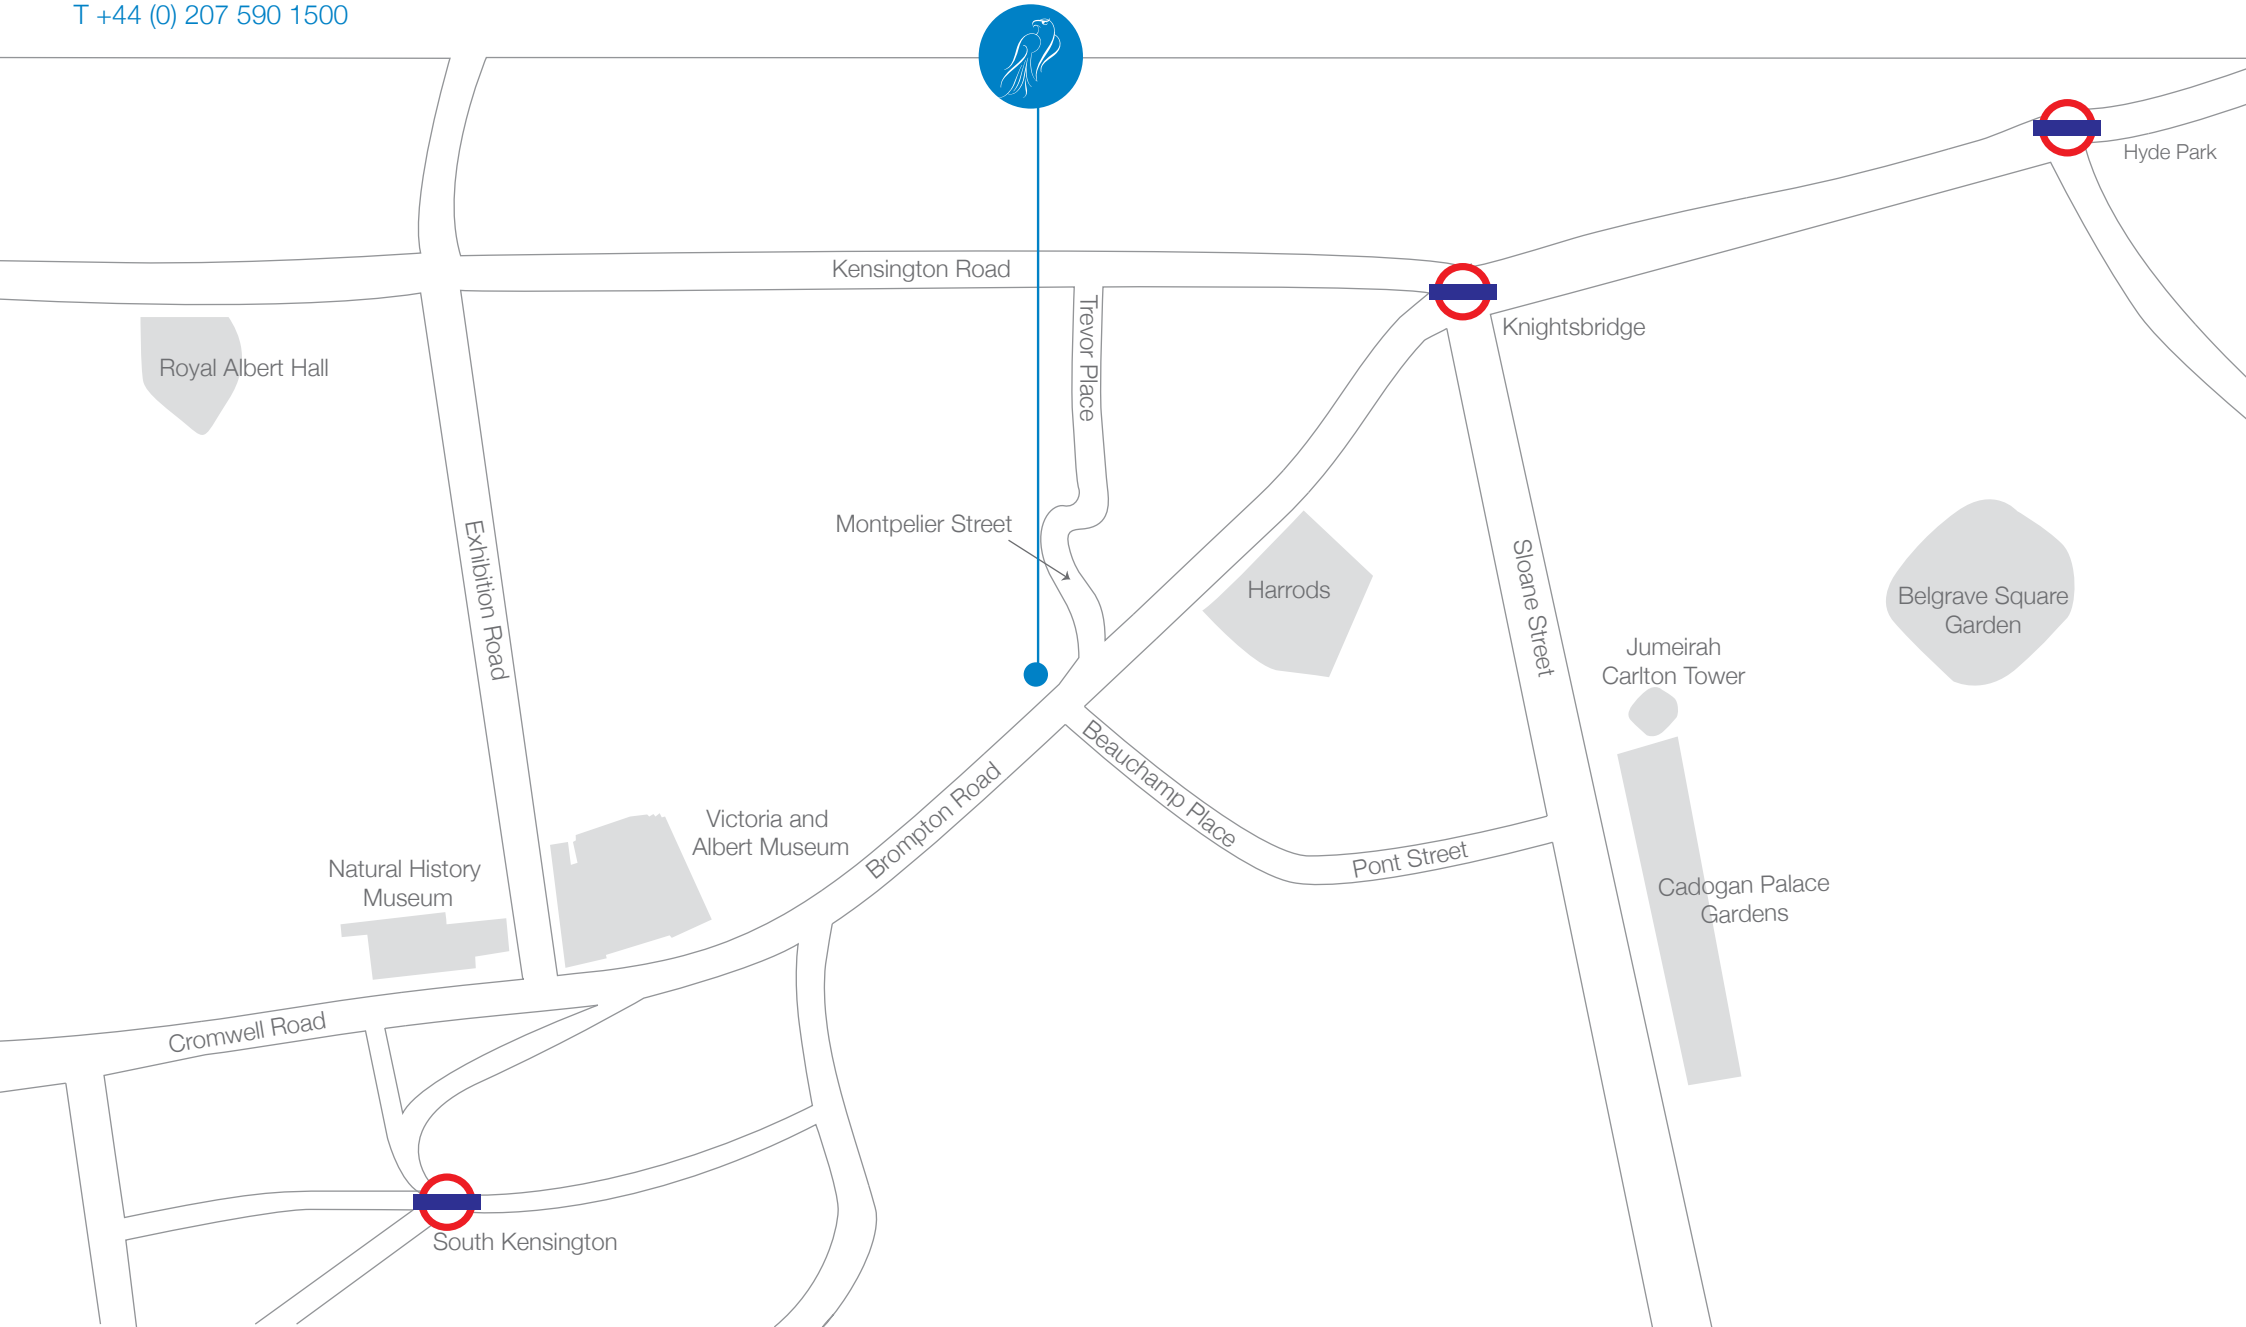 T +44 (0) 207 590 1500
Hyde Park
Kensington Road
Knightsbridge
Trevor Place
Royal Albert Hall
Montpelier Street
Exhibition Road
Harrods
Sloane Street
Belgrave Square
Garden
Jumeirah
Carlton Tower
Beauchamp Place
Brompton Road
Victoria and
Albert Museum
Pont Street
Natural History
Museum
Cadogan Palace
Gardens
Cromwell Road
South Kensington